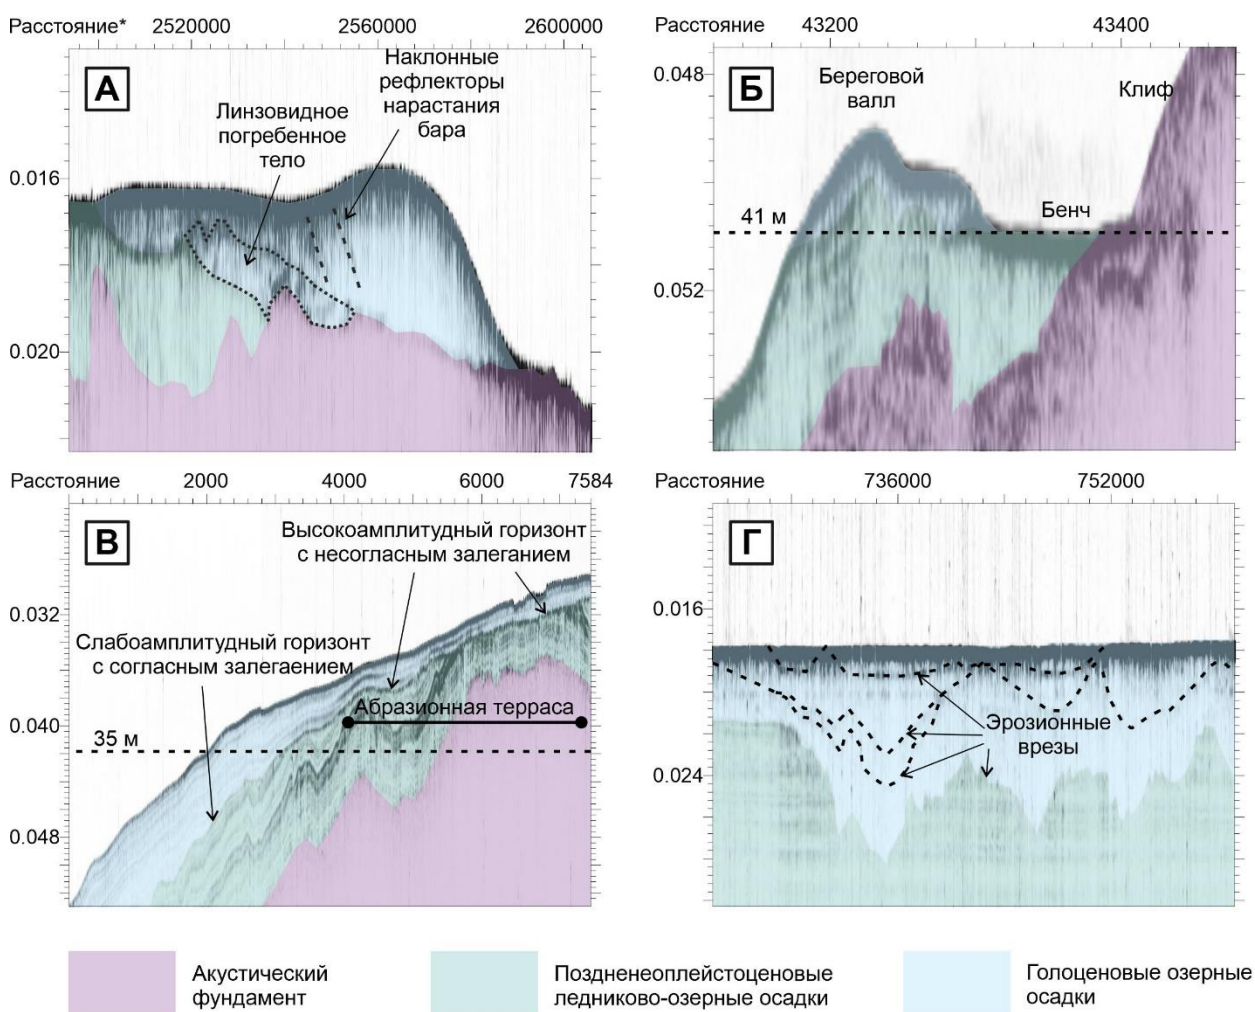 Расстояние* 2520000 2560000 2600000
А
Наклонные
рефлекторы
нарастания
бара
Линзовидное
погребенное
тело
0.016
0.020
Расстояние 43200 43400
Б
0.048
Береговой
валл
Клиф
41 м
Бенч
0.052
Расстояние 2000 4000 6000 7584
В
Высокоамплитудный горизонт
с несогласным залеганием
0.032
Слабоамплитудный горизонт
с согласным залегаением
Абразионная терраса
0.040
35 м
0.048
Расстояние 736000 752000
Г
0.016
Эрозионные
врезы
0.024
Акустический
фундамент
Поздненеоплейстоценовые
ледниково-озерные осадки
Голоценовые озерные
осадки